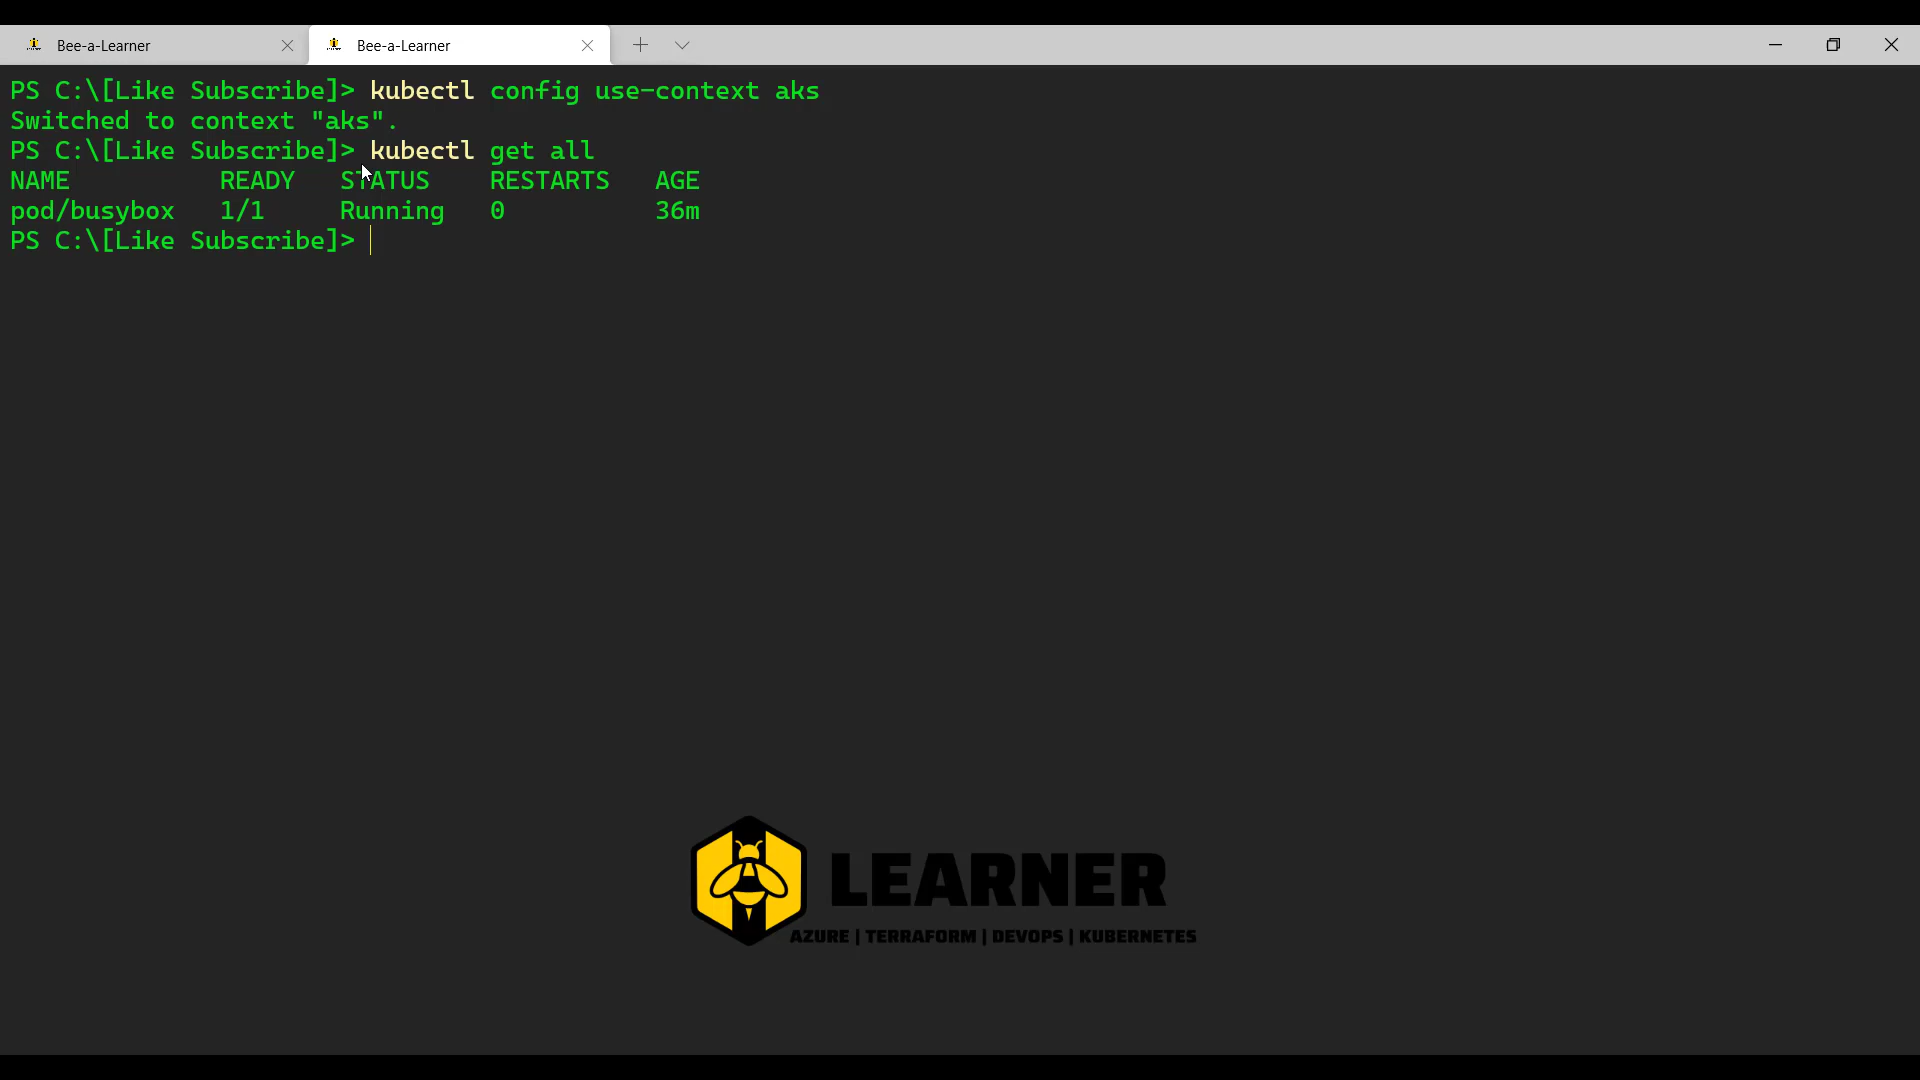 Bee-a-Learner
Bee-a-Learner
PS C:\[Like Subscribe]> kubectl config use-context aks
Switched to context "aks".
PS C:\[Like Subscribe]> kubectl get all
NAME READY STATUS RESTARTS AGE
pod/busybox 1/1 Running 0 36m
PS C:\[Like Subscribe]>
LEARNER
AZURE | TERRAFORM | DEVOPS | KUBERNETES